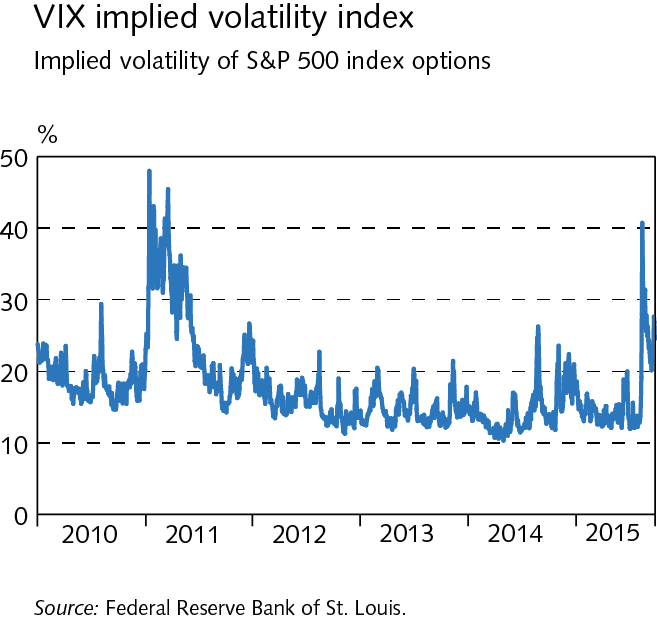 VIX implied volatility index
Implied volatility of S&P 500 index options
%
50
40
30
20
10
0
2010 2011 2012 2013 2014 2015
Source: Federal Reserve Bank of St. Louis.